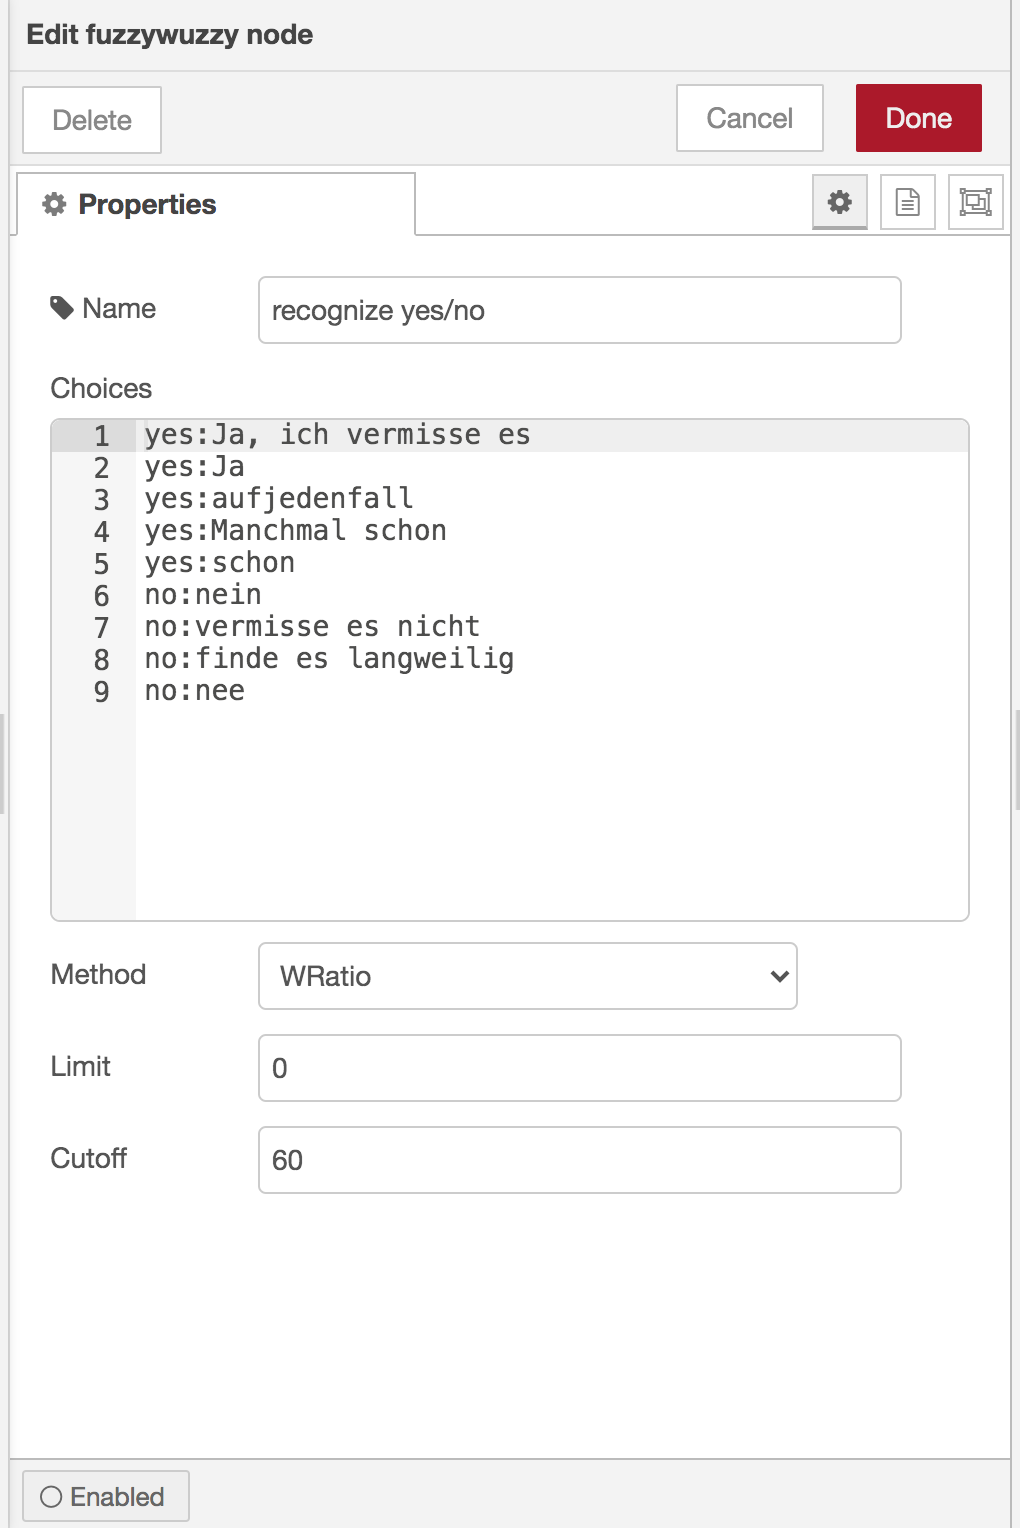 Edit fuzzywuzzy node
Delete
Cancel
Done
Properties
Name
recognize yes/no
Choices
1 yes:Ja, ich vermisse es
2 yes:Ja
3 yes:aufjedenfall
4 yes:Manchmal schon
5 yes:schon
6 no:nein
7 no:vermisse es nicht
8 no:finde es langweilig
9 no:nee
Method
WRatio
Limit
0
Cutoff
60
Enabled